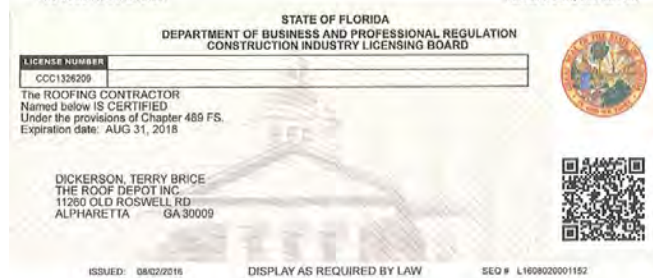 STATE OF FLORIDA
DEPARTMENT OF BUSINESS AND PROFESSIONAL REGULATION
CONSTRUCTION INDUSTRY LICENSING BOARD
LICENSE NUMBER
CCC1326209
The ROOFING CONTRACTOR
Named below IS CERTIFIED
Under the provisions of Chapter 489 FS.
Expiration date: AUG 31, 2018
DICKERSON, TERRY BRICE
THE ROOF DEPOT INC
11260 OLD ROSWELL RD
ALPHARETTA GA 30009
ISSUED: 08/02/2016 DISPLAY AS REQUIRED BY LAW SEQ # L1608020001152